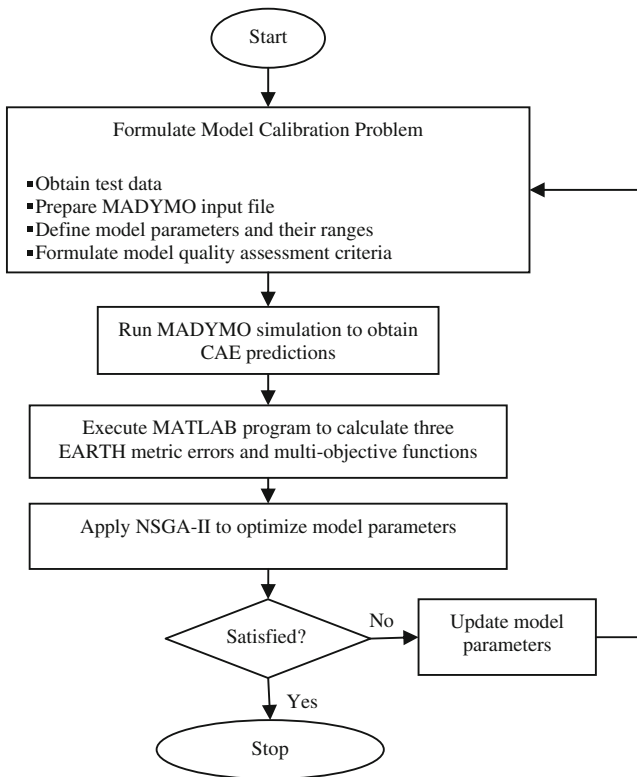 Start
Formulate Model Calibration Problem
▪Obtain test data
▪Prepare MADYMO input file
▪Define model parameters and their ranges
▪Formulate model quality assessment criteria
Run MADYMO simulation to obtain
CAE predictions
Execute MATLAB program to calculate three
EARTH metric errors and multi-objective functions
Apply NSGA-II to optimize model parameters
Satisfied?
No
Update model
parameters
Yes
Stop